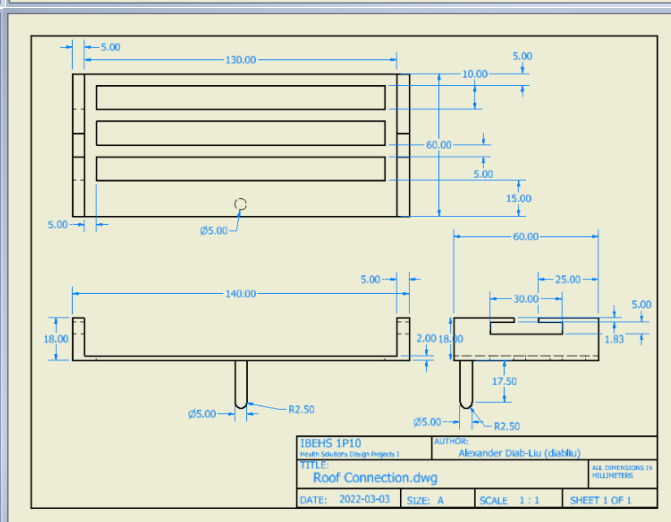 5.00
130.00
5.00
10.00
60.00
5.00
15.00
5.00
Ø5.00
60.00
5.00
25.00
140.00
30.00
5.00
18.00
2.00
18.00
1.83
17.50
Ø5.00
R2.50
Ø5.00
R2.50
IBEHS 1P10
Health Solutions Design Projects 1
AUTHOR:
Alexander Diab-Liu (diabliu)
TITLE:
Roof Connection.dwg
ALL DIMENSIONS IN
MILLIMETERS
DATE: 2022-03-03 SIZE: A SCALE 1 : 1 SHEET 1 OF 1